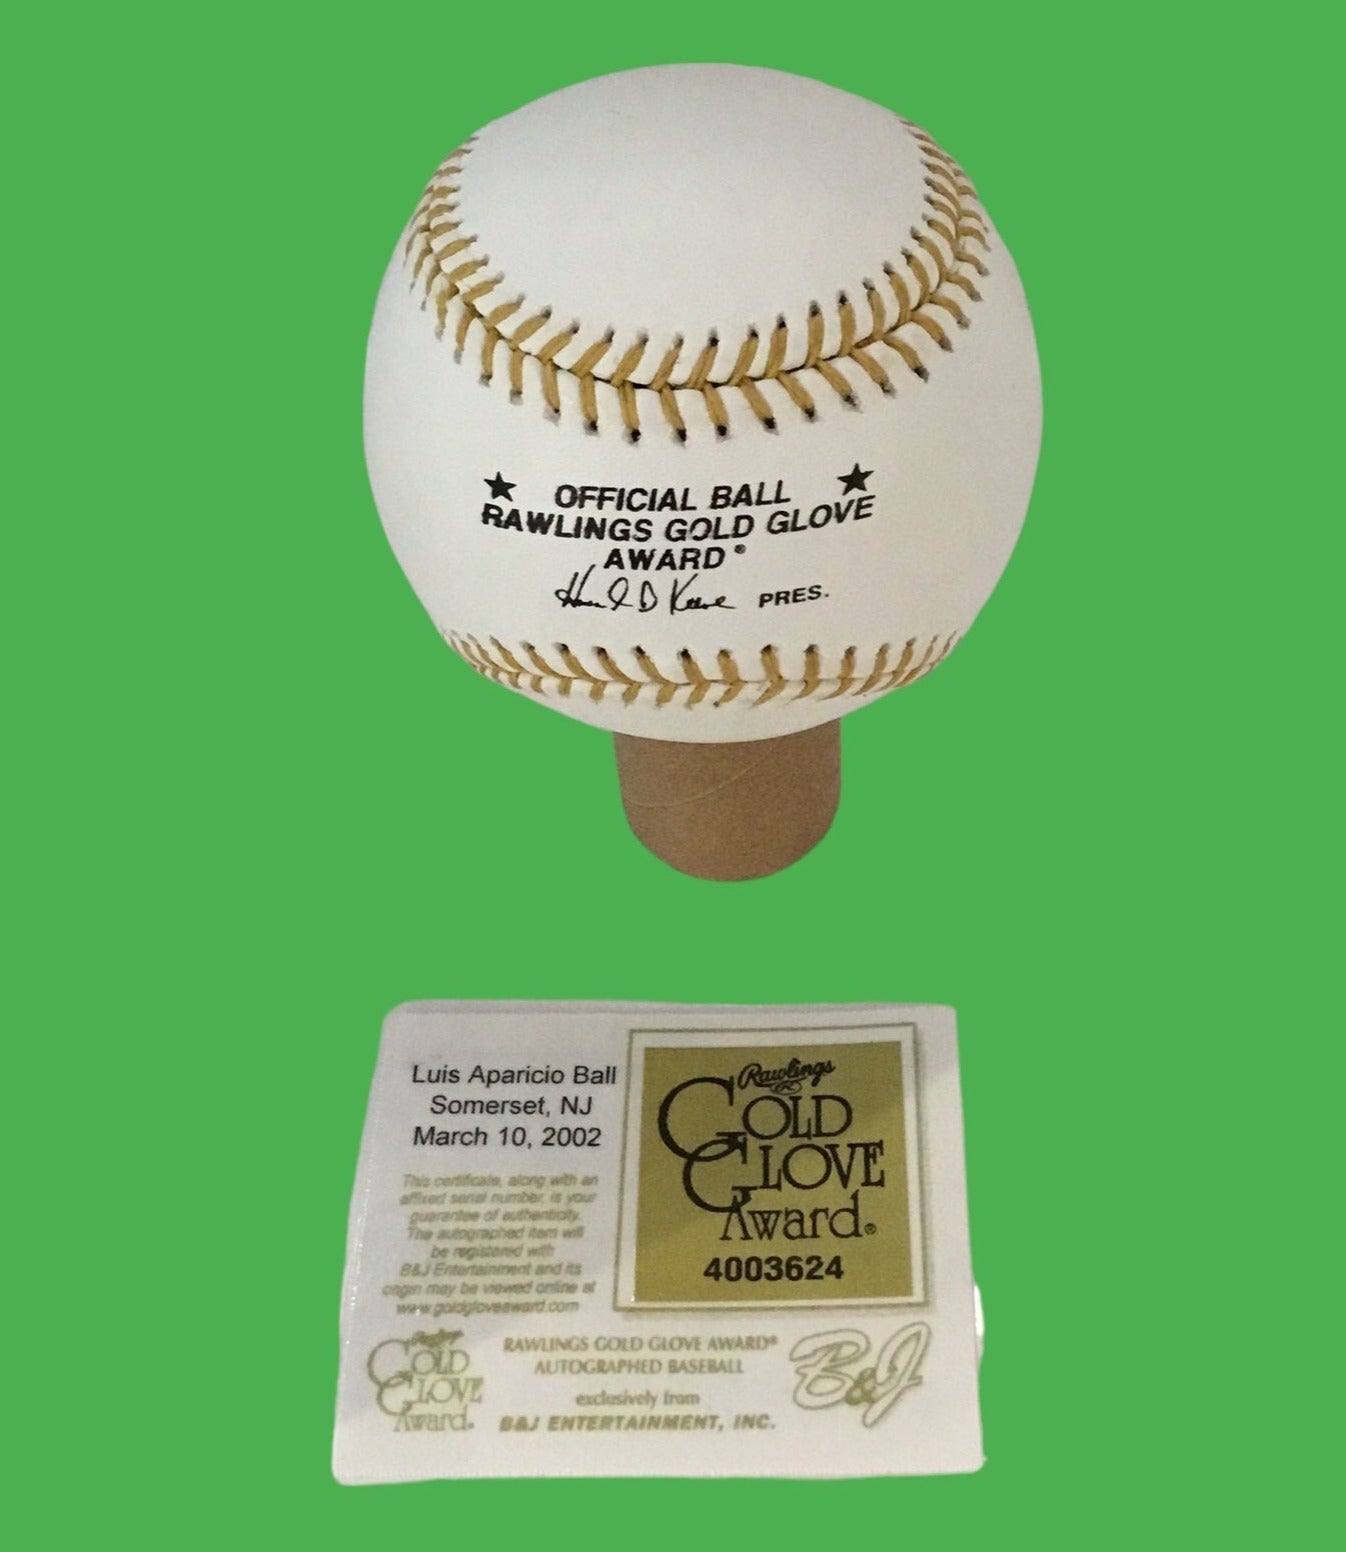 ★ OFFICIAL BALL ★
RAWLINGS GOLD GLOVE
AWARD®
PRES.
Luis Aparicio Ball
Somerset, NJ
March 10, 2002
This certificate, along with an
affixed serial number, is your
guarantee of authenticity.
The autographed item will
be registered with
B&J Entertainment and its
origin may be viewed online at
www.goldgloveaward.com
Rawlings
GOLD
GLOVE
Award®
4003624
Rawlings
GOLD
GLOVE
Award®
RAWLINGS GOLD GLOVE AWARD®
AUTOGRAPHED BASEBALL
exclusively from
B&J ENTERTAINMENT, INC.
B&J